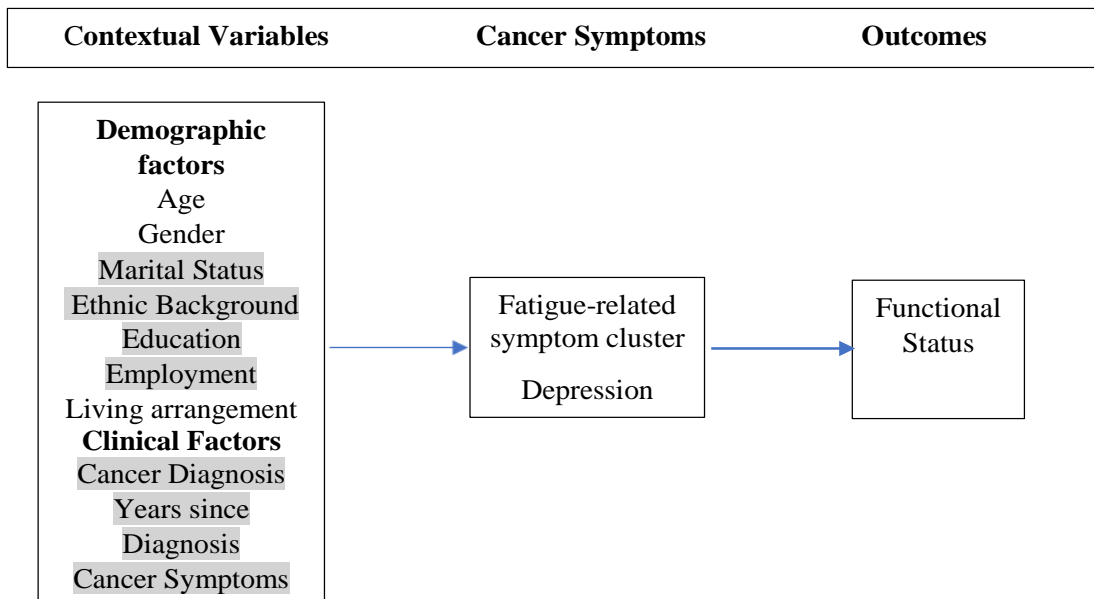 Contextual Variables Cancer Symptoms Outcomes
Demographic
factors
Age
Gender
Marital Status
Ethnic Background
Education
Employment
Living arrangement
Clinical Factors
Cancer Diagnosis
Years since
Diagnosis
Cancer Symptoms
Fatigue-related
symptom cluster
Depression
Functional
Status